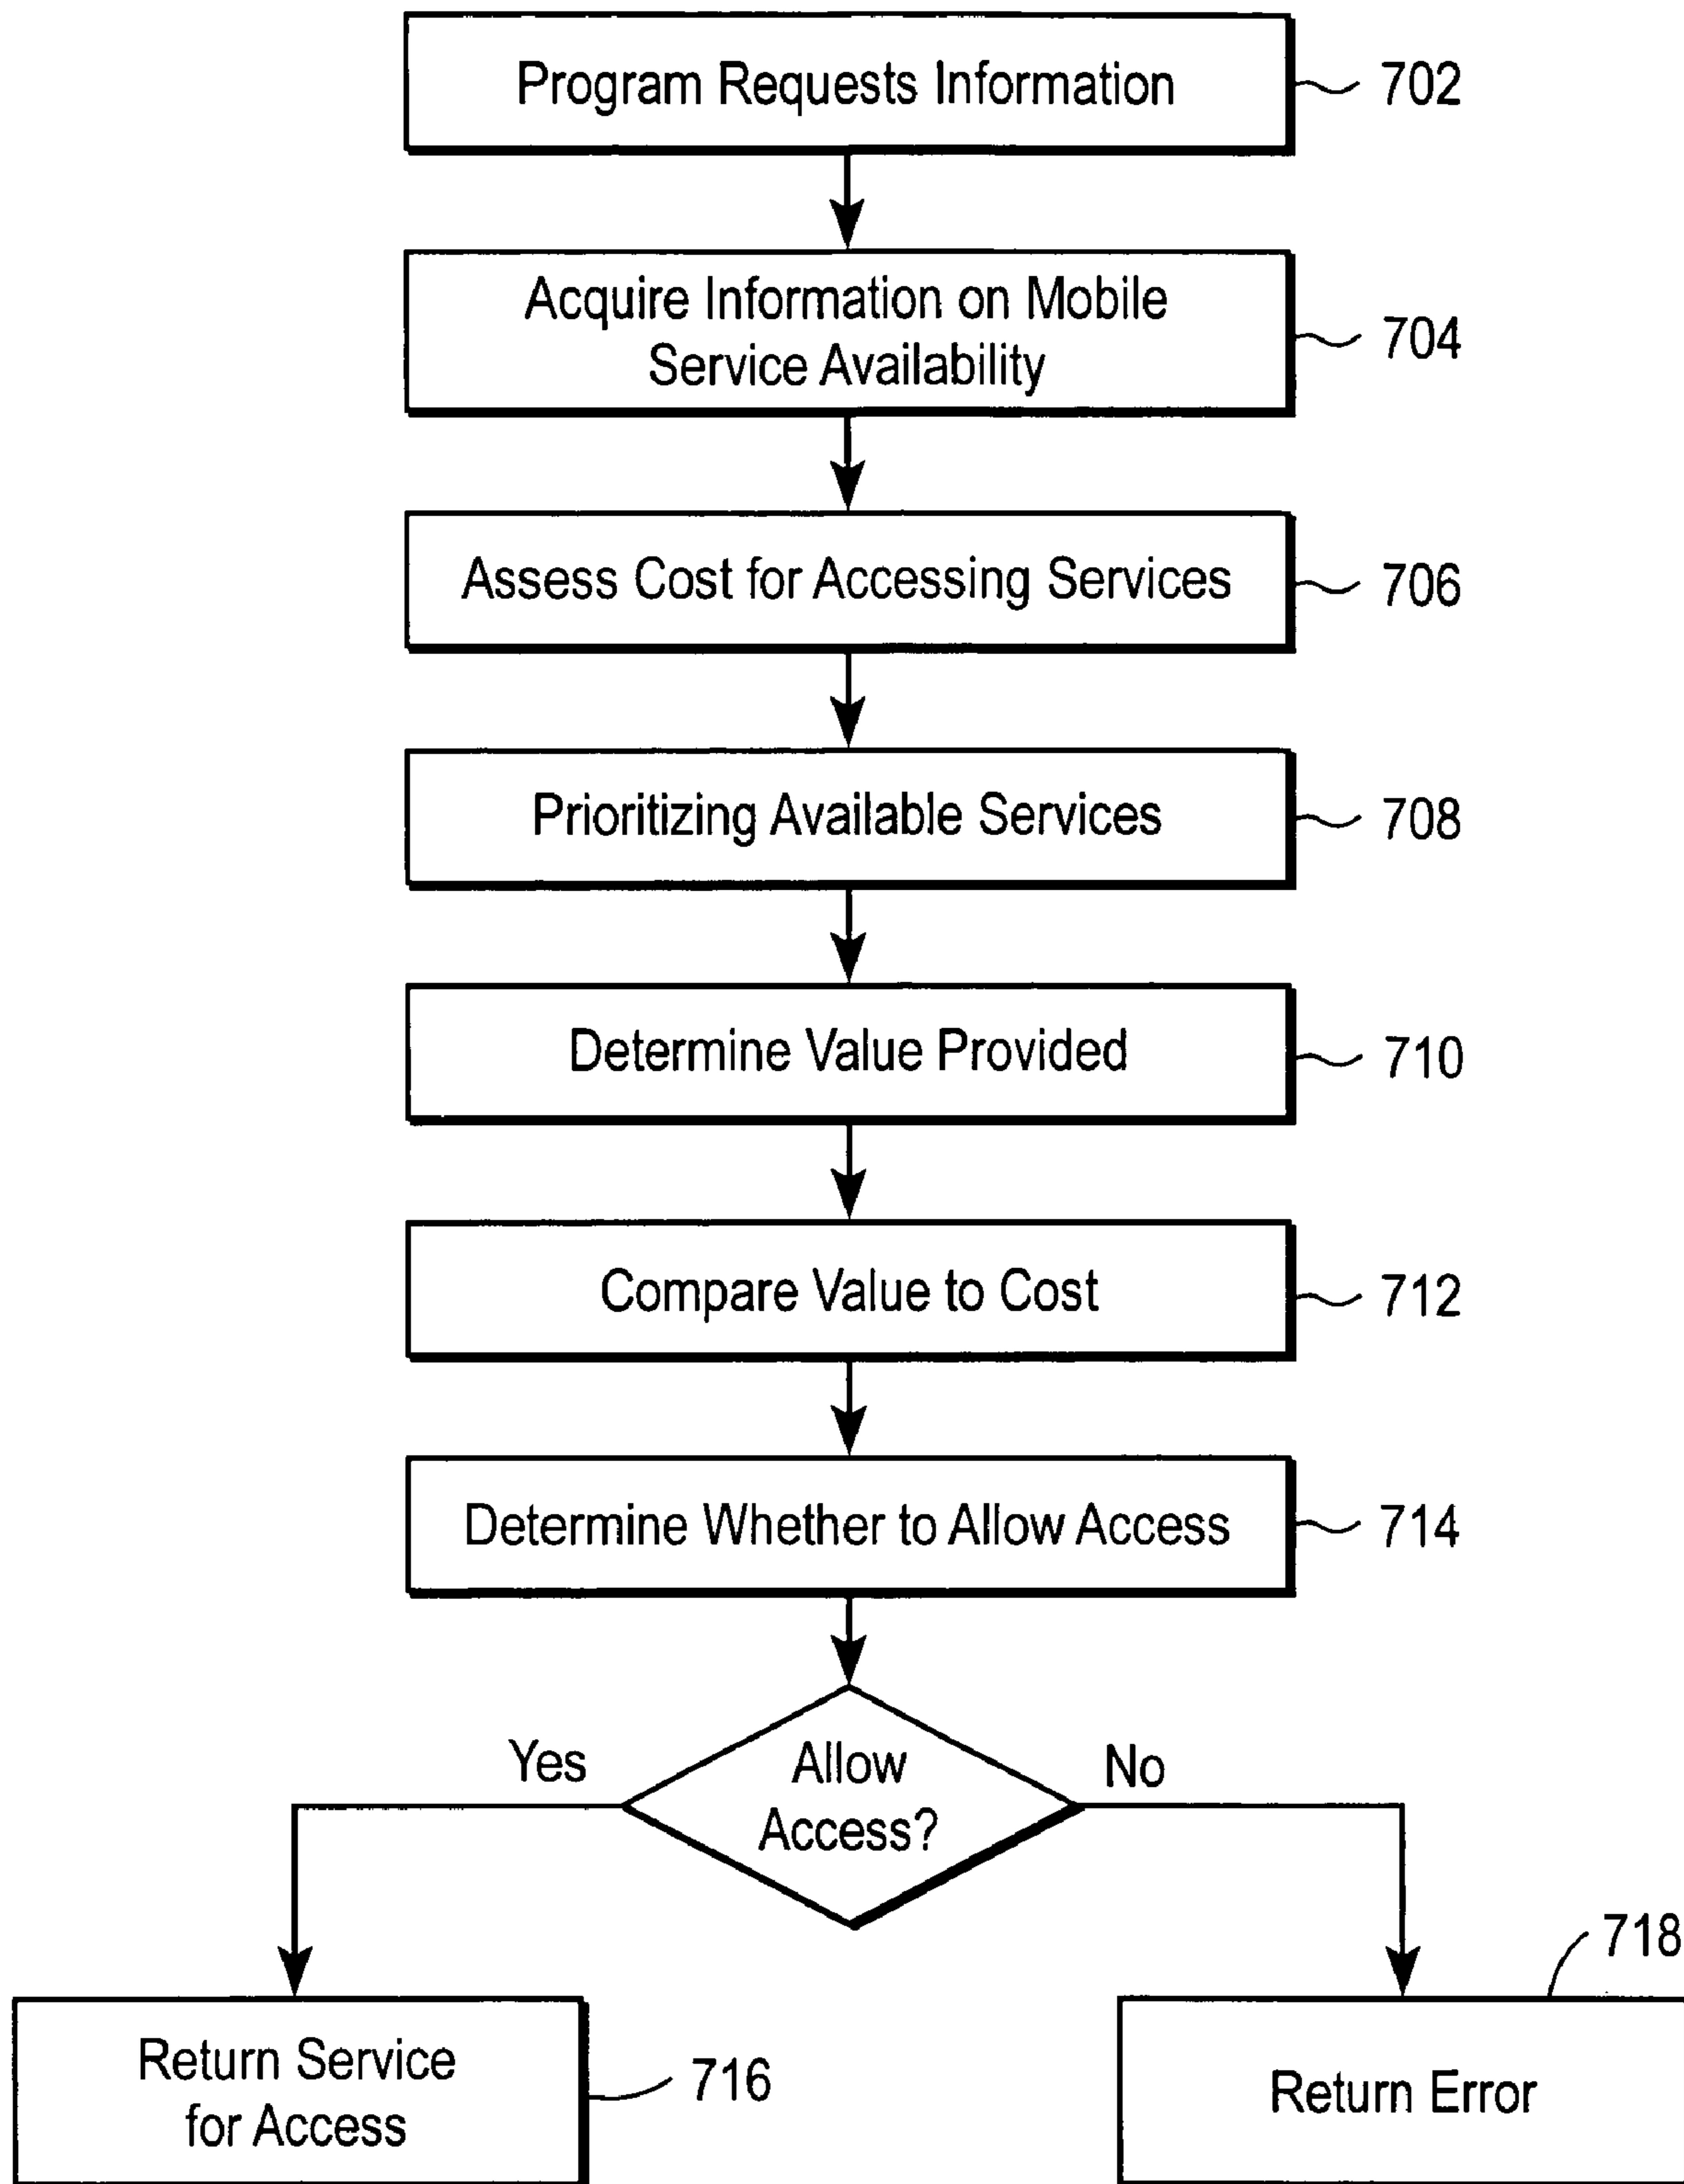 Program Requests Information
702
Acquire Information on Mobile
Service Availability
704
Assess Cost for Accessing Services
706
Prioritizing Available Services
708
Determine Value Provided
710
Compare Value to Cost
712
Determine Whether to Allow Access
714
Yes
Allow
Access?
No
Return Service
for Access
716
718
Return Error